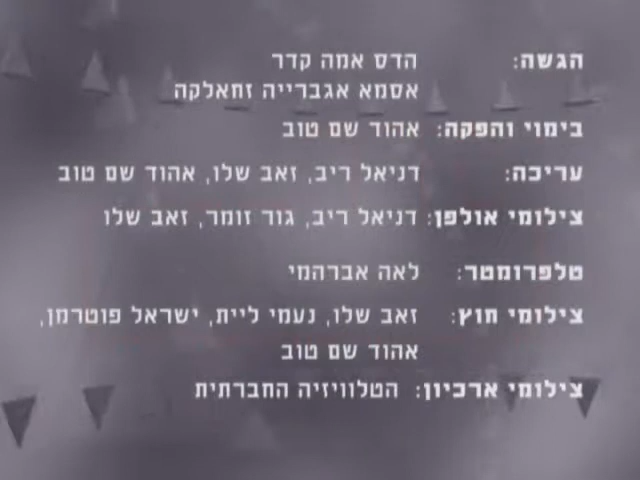 הגשה: הדס אמה קדר
אסמא אגברייה זחאלקה
בימוי והפקה: אהוד שם טוב
עריכה: דניאל ריב, זאב שלו, אהוד שם טוב
צילומי אולפן: דניאל ריב, גור זומר, זאב שלו
טלפרומטר: לאה אברהמי
צילומי חוץ: זאב שלו, נעמי ליית, ישראל פוטרמן,
אהוד שם טוב
צילומי ארכיון: הטלוויזיה החברתית